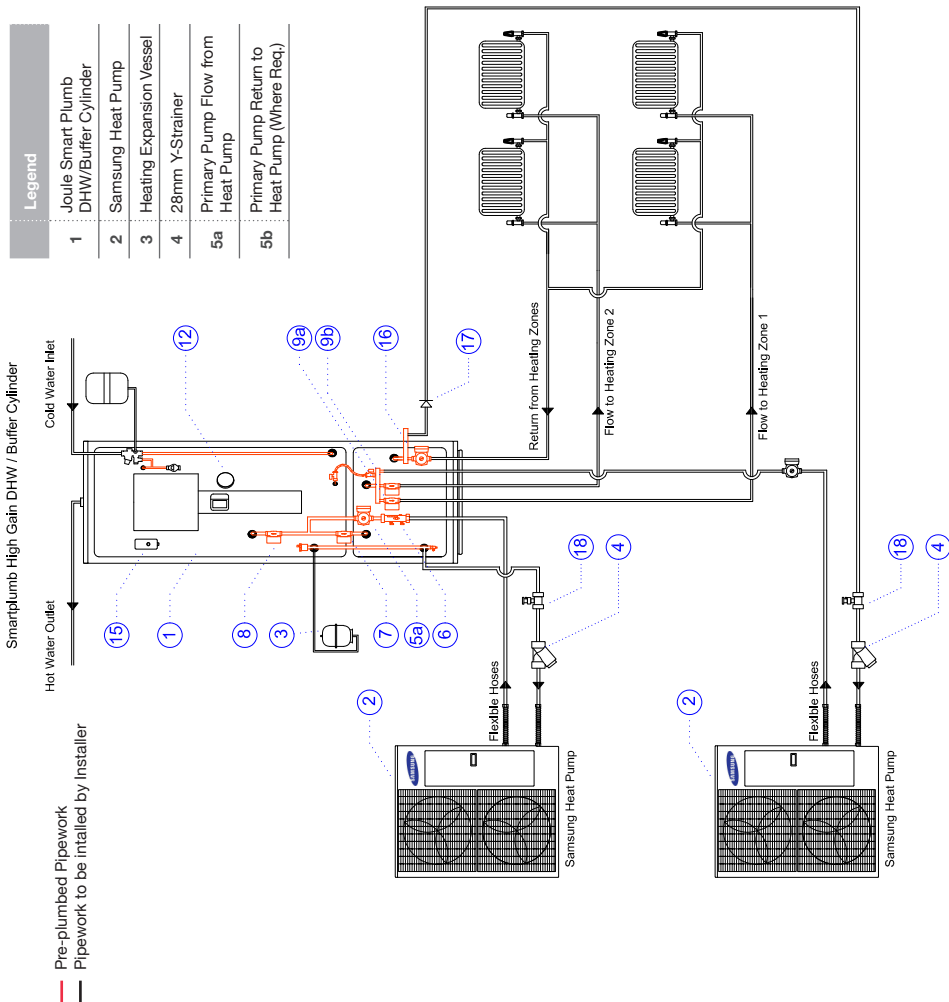 Smartplumb High Gain DHW / Buffer Cylinder
Legend
1 Joule Smart Plumb
DHW/Buffer Cylinder
2 Samsung Heat Pump
3 Heating Expansion Vessel
4 28mm Y-Strainer
5a Primary Pump Flow from
Heat Pump
5b Primary Pump Return to
Heat Pump (Where Req.)
Pre-plumbed Pipework
Pipework to be intalled by Installer
Hot Water Outlet
Cold Water Inlet
15
1
8
3
7
5a
6
12
9a
9b
16
17
18
4
18
4
2
2
Return from Heating Zones
Flow to Heating Zone 2
Flow to Heating Zone 1
Flexible Hoses
Flexible Hoses
SAMSUNG
Samsung Heat Pump
SAMSUNG
Samsung Heat Pump